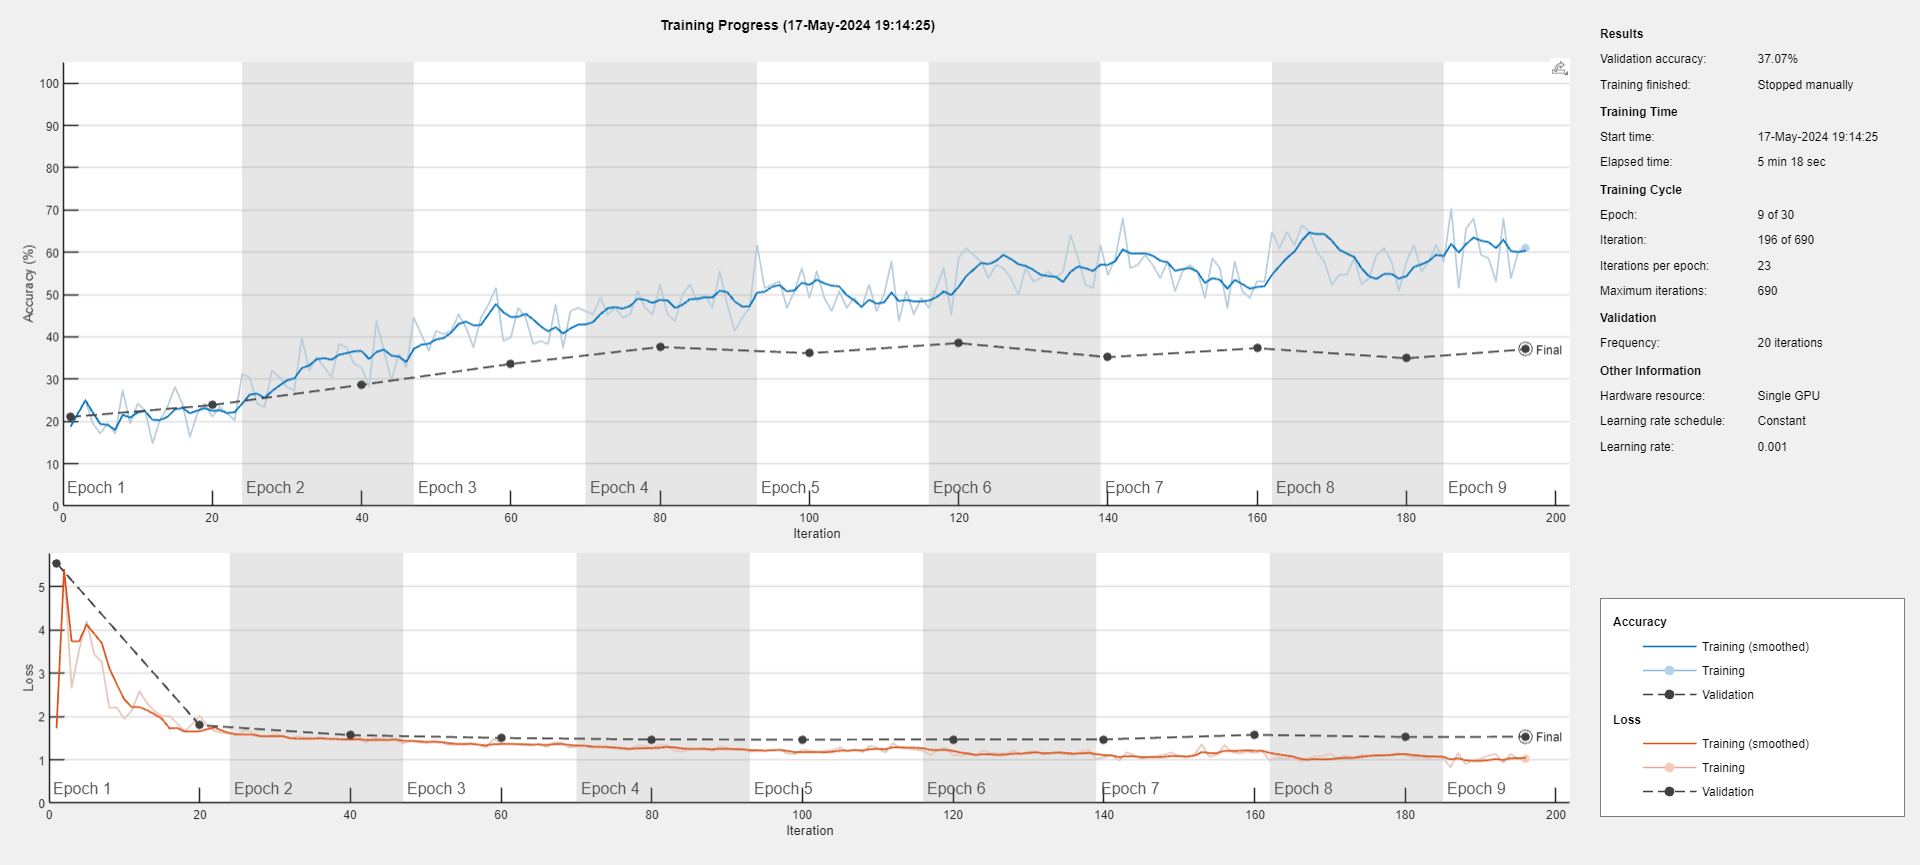 Training Progress (17-May-2024 19:14:25)
100
90
80
70
60
50
40
30
20
10
0
Accuracy (%)
Epoch 1
Epoch 2
Epoch 3
Epoch 4
Epoch 5
Epoch 6
Epoch 7
Epoch 8
Epoch 9
Final
0 20 40 60 80 100 120 140 160 180 200
Iteration
5
4
3
2
1
0
Loss
Epoch 1
Epoch 2
Epoch 3
Epoch 4
Epoch 5
Epoch 6
Epoch 7
Epoch 8
Epoch 9
Final
0 20 40 60 80 100 120 140 160 180 200
Iteration
Results
Validation accuracy: 37.07%
Training finished: Stopped manually
Training Time
Start time: 17-May-2024 19:14:25
Elapsed time: 5 min 18 sec
Training Cycle
Epoch: 9 of 30
Iteration: 196 of 690
Iterations per epoch: 23
Maximum iterations: 690
Validation
Frequency: 20 iterations
Other Information
Hardware resource: Single GPU
Learning rate schedule: Constant
Learning rate: 0.001
Accuracy
Training (smoothed)
Training
Validation
Loss
Training (smoothed)
Training
Validation